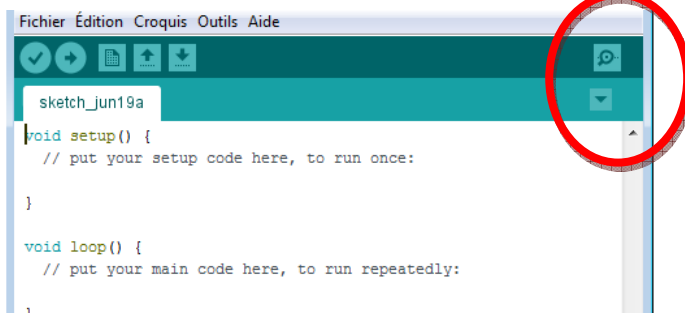 Fichier Édition Croquis Outils Aide
sketch_jun19a
void setup() {
// put your setup code here, to run once:
}
void loop() {
// put your main code here, to run repeatedly:
}